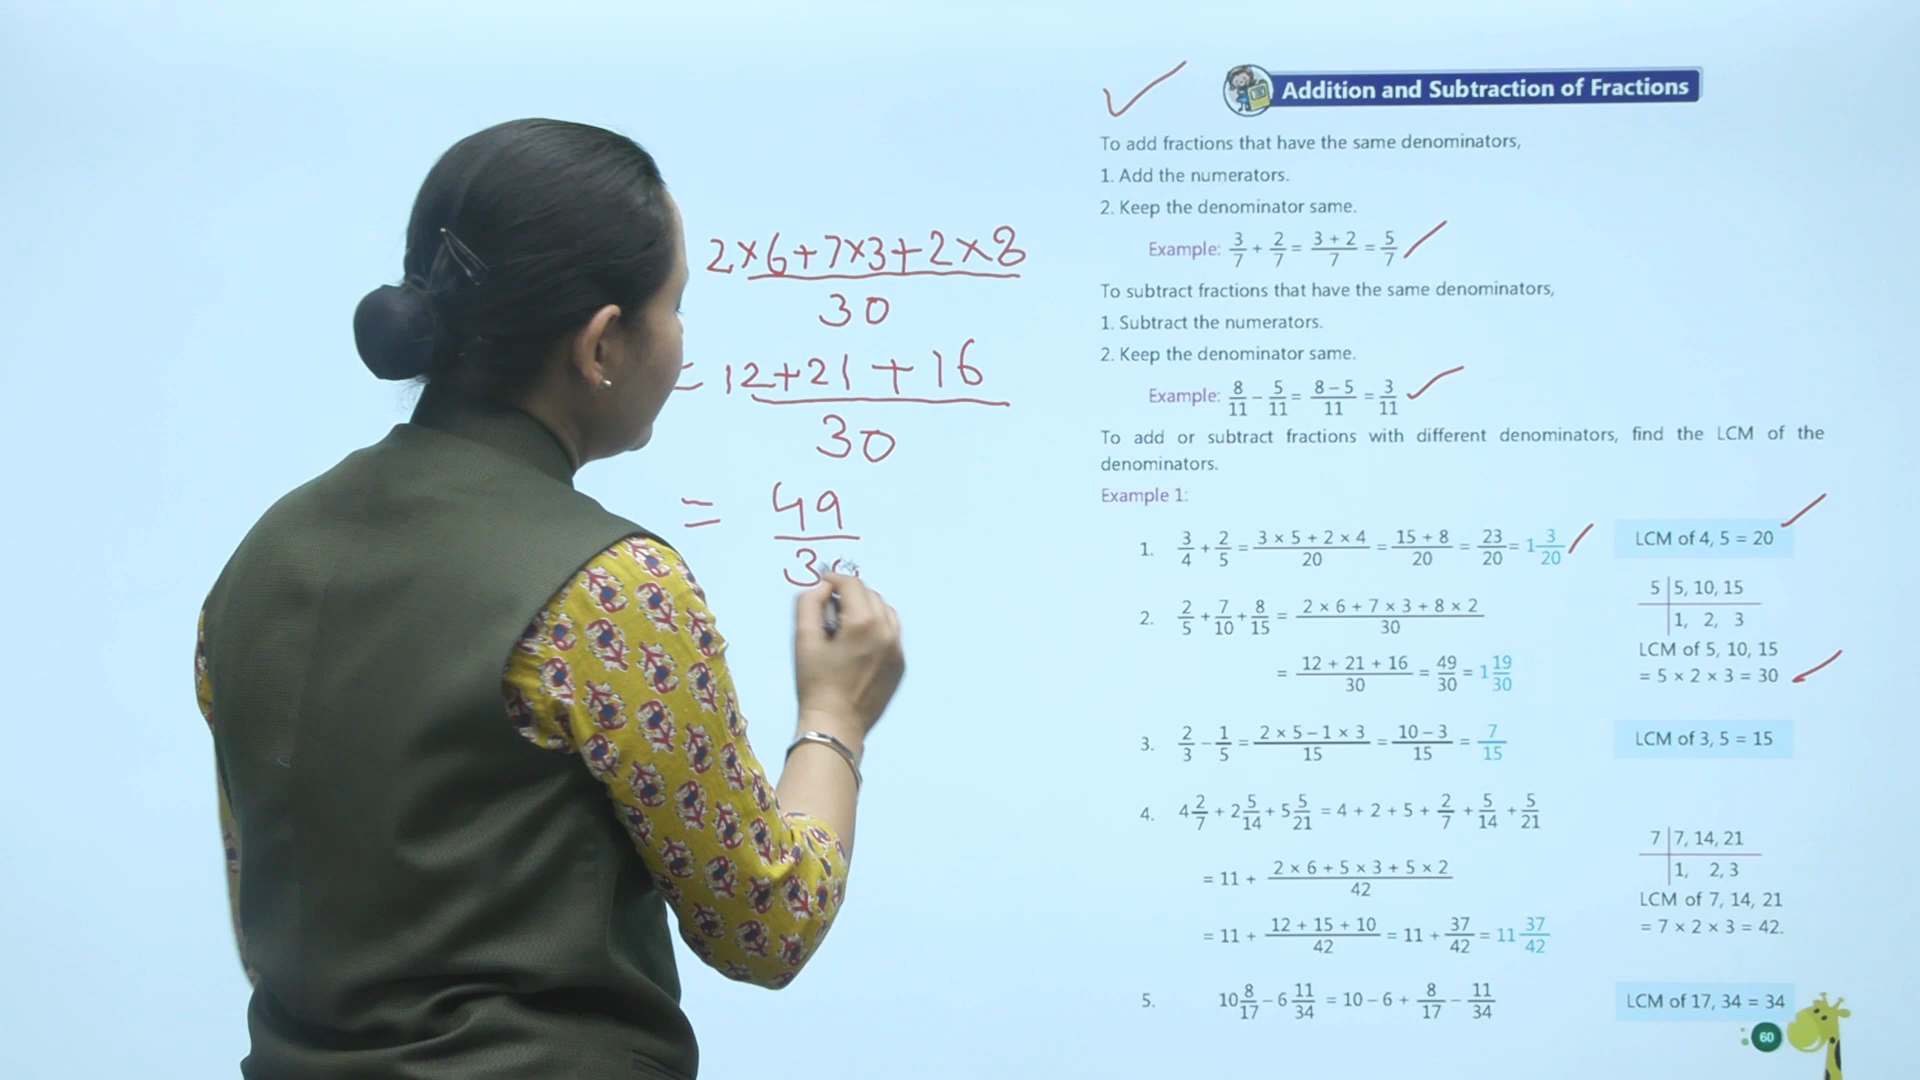 2×6+7×3+2×8
30
= 12+21+16
30
= 49
30
Addition and Subtraction of Fractions
To add fractions that have the same denominators,
1. Add the numerators.
2. Keep the denominator same.
Example: 3/7 + 2/7 = (3 + 2)/7 = 5/7
To subtract fractions that have the same denominators,
1. Subtract the numerators.
2. Keep the denominator same.
Example: 8/11 − 5/11 = (8 − 5)/11 = 3/11
To add or subtract fractions with different denominators, find the LCM of the
denominators.
Example 1:
1. 3/4 + 2/5 = (3 × 5 + 2 × 4)/20 = (15 + 8)/20 = 23/20 = 1 3/20
LCM of 4, 5 = 20
2. 2/5 + 7/10 + 8/15 = (2 × 6 + 7 × 3 + 8 × 2)/30
= (12 + 21 + 16)/30 = 49/30 = 1 19/30
5 | 5, 10, 15
1, 2, 3
LCM of 5, 10, 15
= 5 × 2 × 3 = 30
3. 2/3 − 1/5 = (2 × 5 − 1 × 3)/15 = (10 − 3)/15 = 7/15
LCM of 3, 5 = 15
4. 4 2/7 + 2 5/14 + 5 5/21 = 4 + 2 + 5 + 2/7 + 5/14 + 5/21
= 11 + (2 × 6 + 5 × 3 + 5 × 2)/42
= 11 + (12 + 15 + 10)/42 = 11 + 37/42 = 11 37/42
7 | 7, 14, 21
1, 2, 3
LCM of 7, 14, 21
= 7 × 2 × 3 = 42.
5. 10 8/17 − 6 11/34 = 10 − 6 + 8/17 − 11/34
LCM of 17, 34 = 34
60